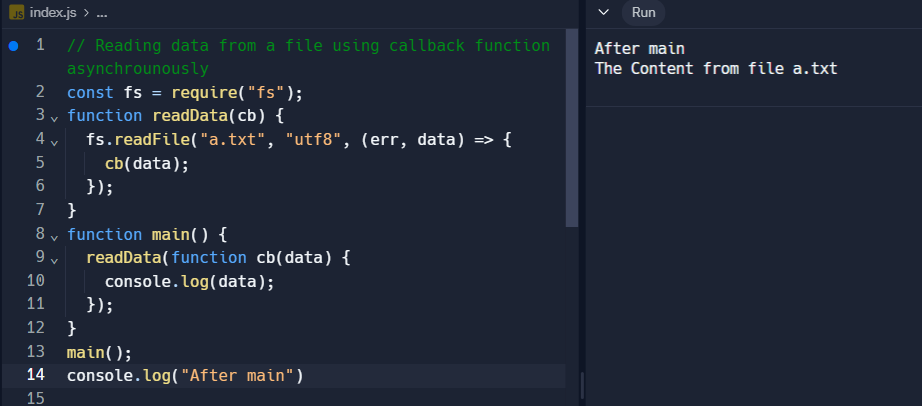 JS index.js > ...
1 // Reading data from a file using callback function
asynchrounously
2 const fs = require("fs");
3 function readData(cb) {
4 fs.readFile("a.txt", "utf8", (err, data) => {
5 cb(data);
6 });
7 }
8 function main() {
9 readData(function cb(data) {
10 console.log(data);
11 });
12 }
13 main();
14 console.log("After main")
15
Run
After main
The Content from file a.txt